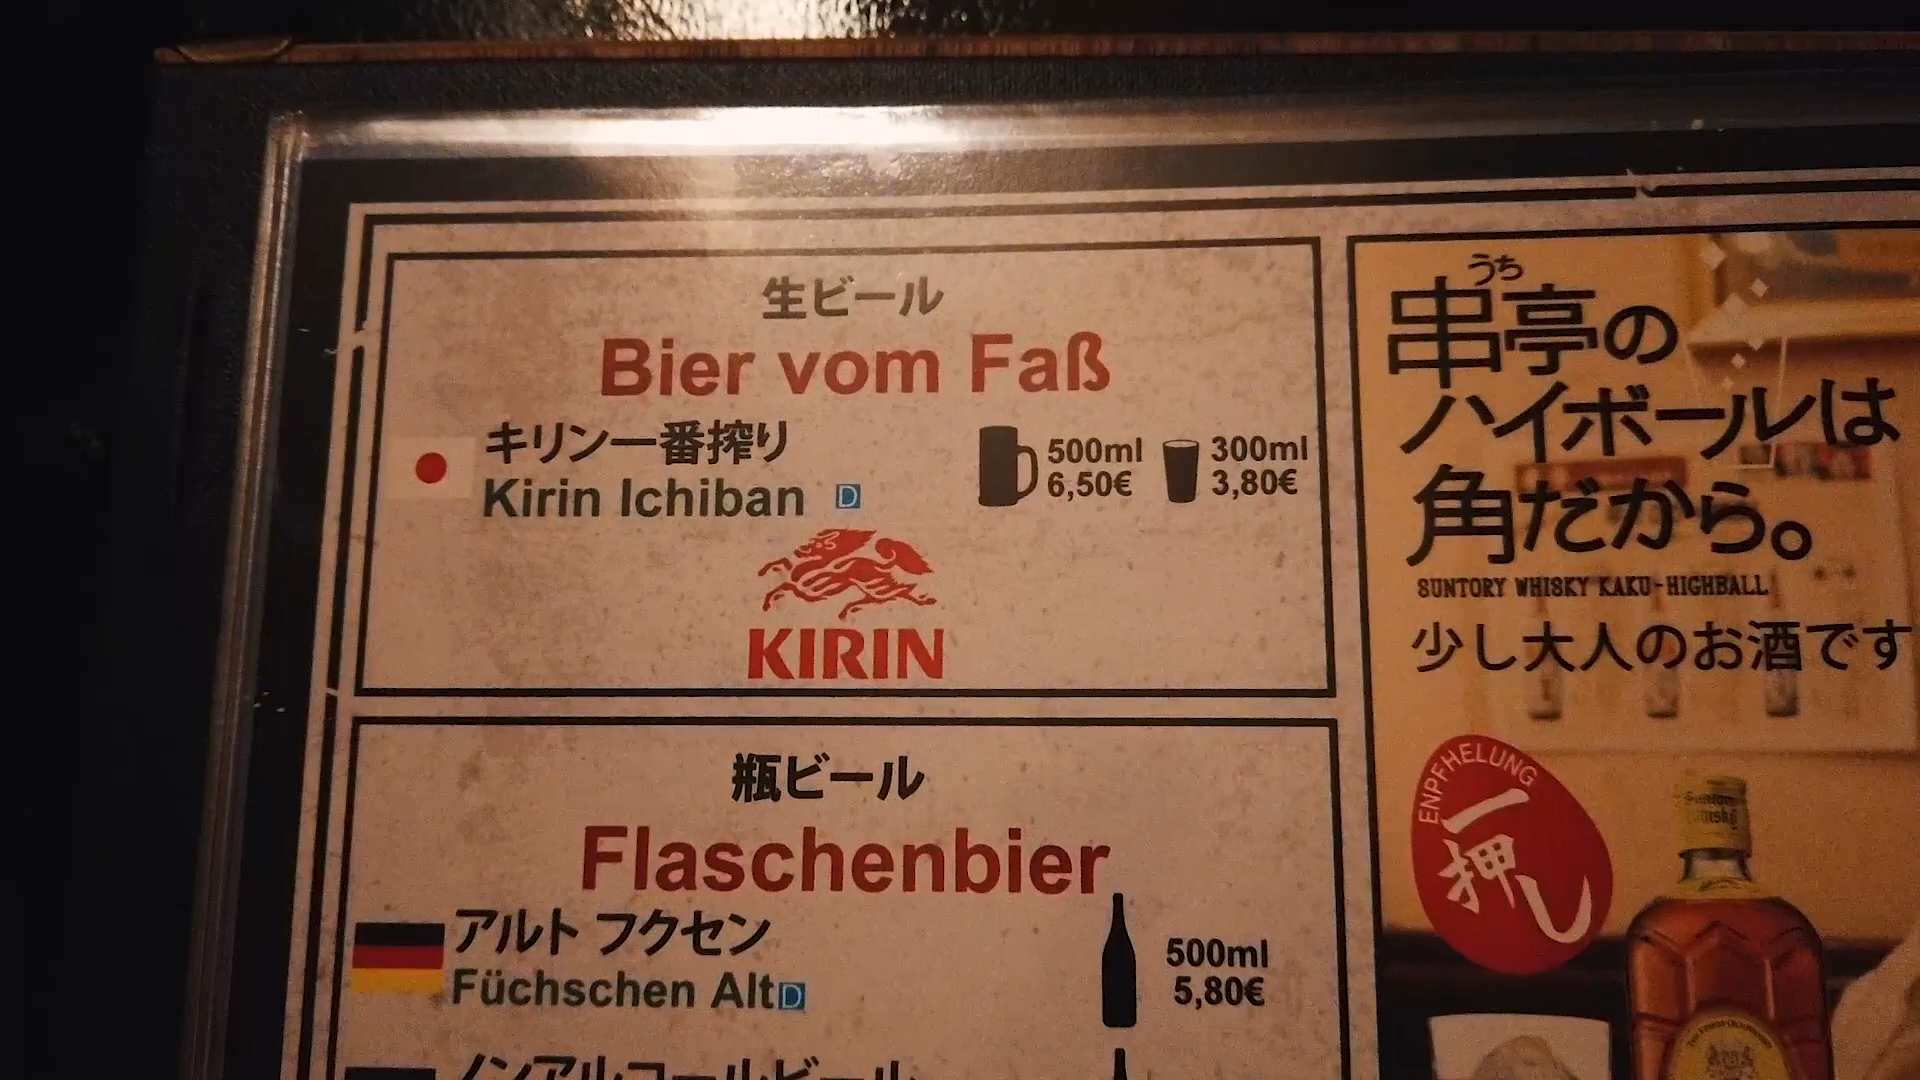 生ビール
Bier vom Faß
キリン一番搾り
Kirin Ichiban D
500ml
6,50€
300ml
3,80€
KIRIN
瓶ビール
Flaschenbier
アルト フクセン
Füchschen Alt D
500ml
5,80€
ノンアルコールビール
うち
串亭の
ハイボールは
角だから。
SUNTORY WHISKY KAKU-HIGHBALL
少し大人のお酒です
ENPFHELUNG
一押し
Suntory
Whisky